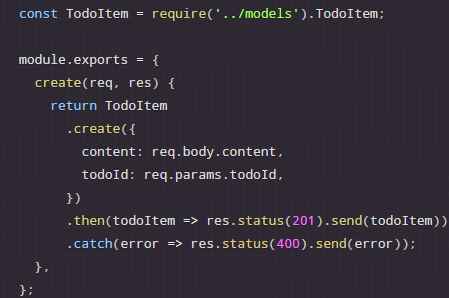 const TodoItem = require('../models').TodoItem;
module.exports = {
create(req, res) {
return TodoItem
.create({
content: req.body.content,
todoId: req.params.todoId,
})
.then(todoItem => res.status(201).send(todoItem))
.catch(error => res.status(400).send(error));
},
};